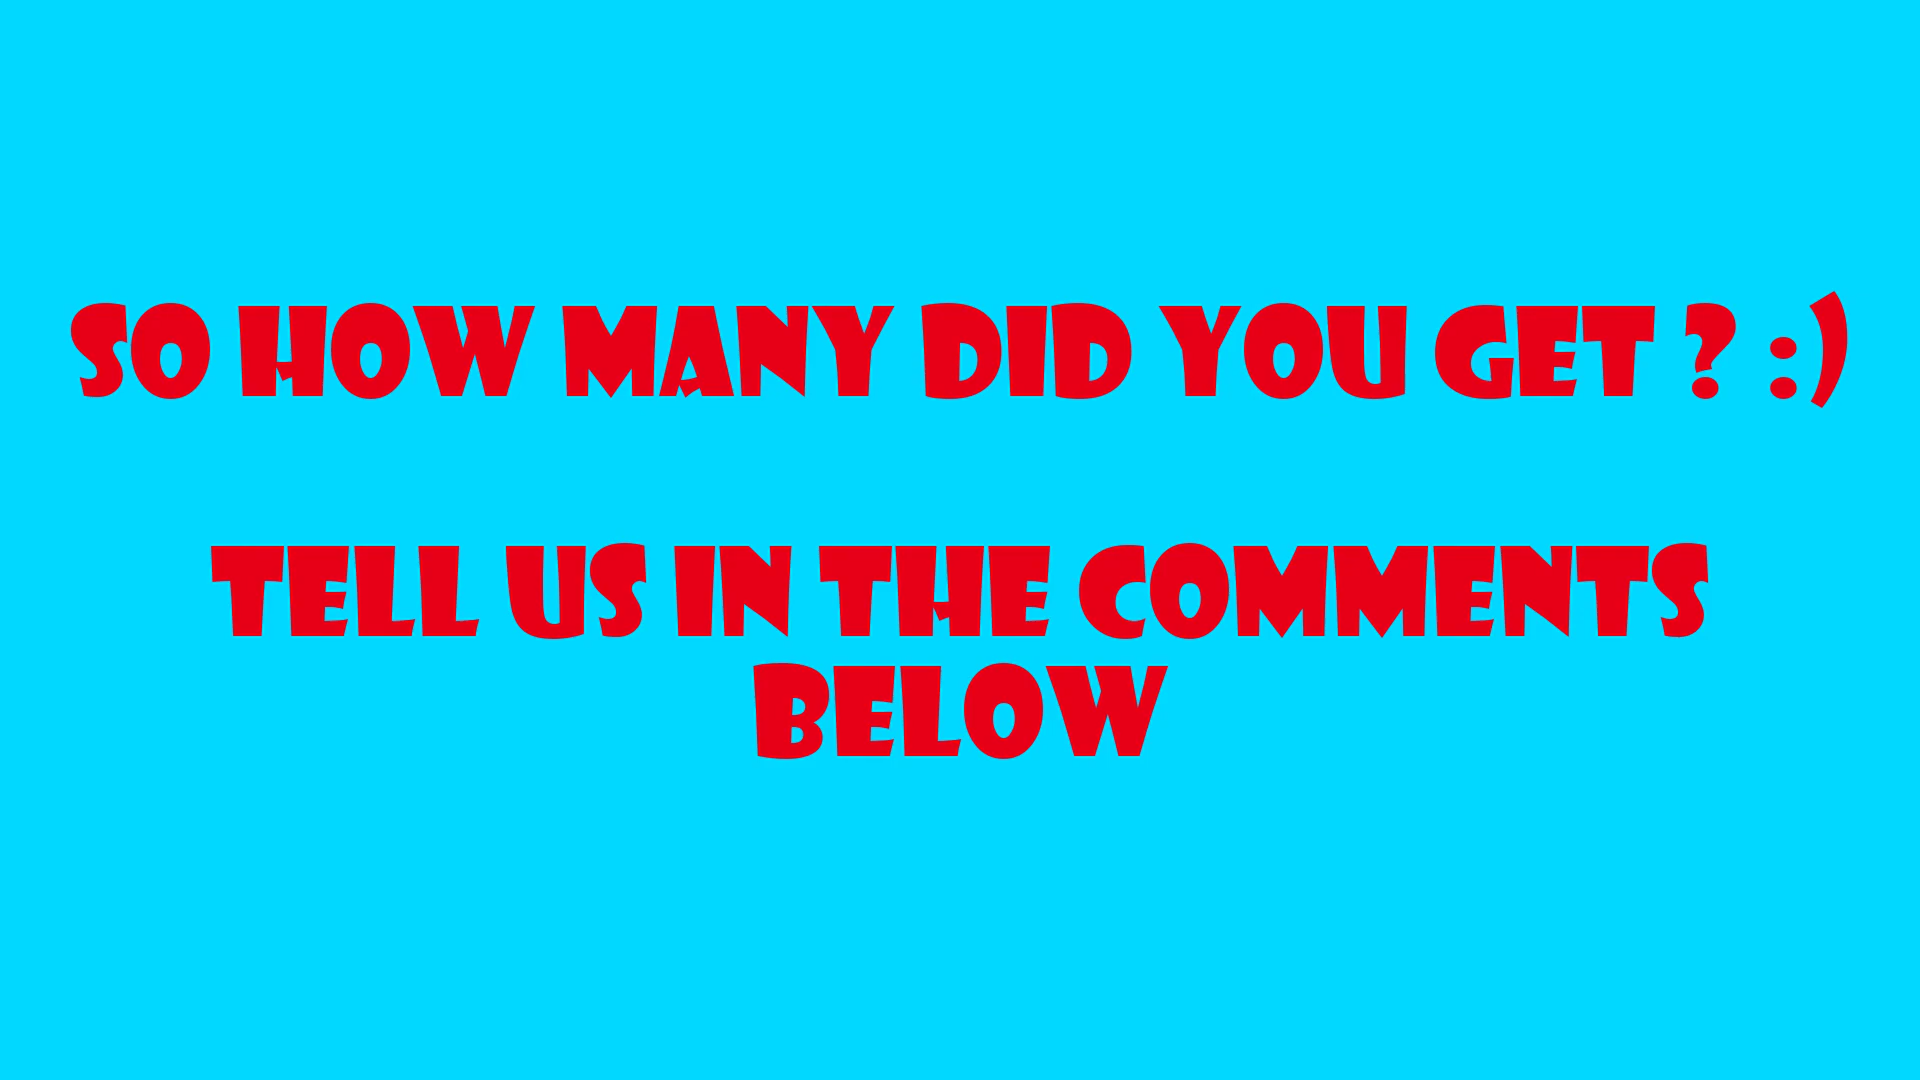 SO HOW MANY DID YOU GET ? :)
TELL US IN THE COMMENTS
BELOW